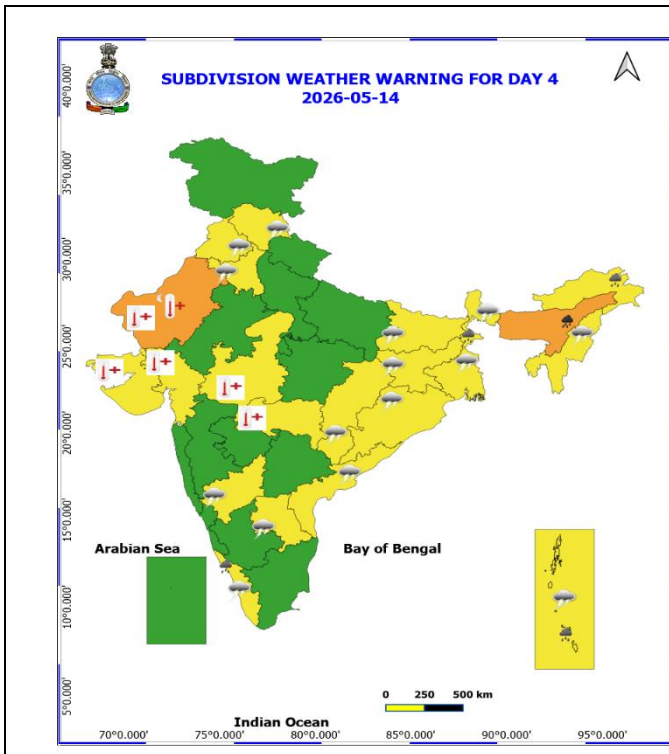 SUBDIVISION WEATHER WARNING FOR DAY 4
2026-05-14
40°0.000'
35°0.000'
30°0.000'
25°0.000'
20°0.000'
15°0.000'
10°0.000'
5°0.000'
Arabian Sea
Bay of Bengal
0 250 500 km
Indian Ocean
70°0.000' 75°0.000' 80°0.000' 85°0.000' 90°0.000' 95°0.000'